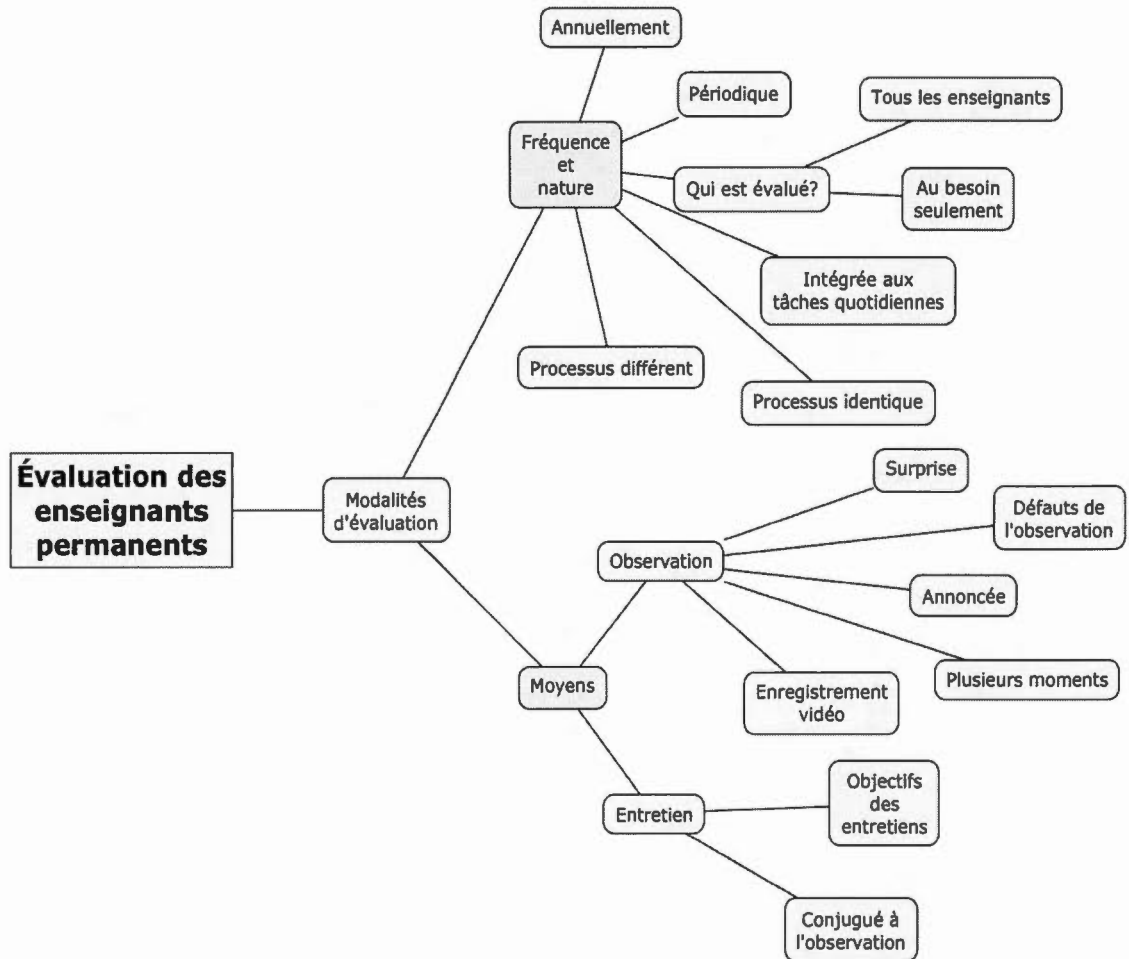 Annuellement
Périodique
Tous les enseignants
Fréquence
et
nature
Qui est évalué?
Au besoin
seulement
Intégrée aux
tâches quotidiennes
Processus différent
Processus identique
Évaluation des
enseignants
permanents
Modalités
d'évaluation
Surprise
Défauts de
l'observation
Observation
Annoncée
Plusieurs moments
Moyens
Enregistrement
vidéo
Objectifs
des
entretiens
Entretien
Conjugué à
l'observation